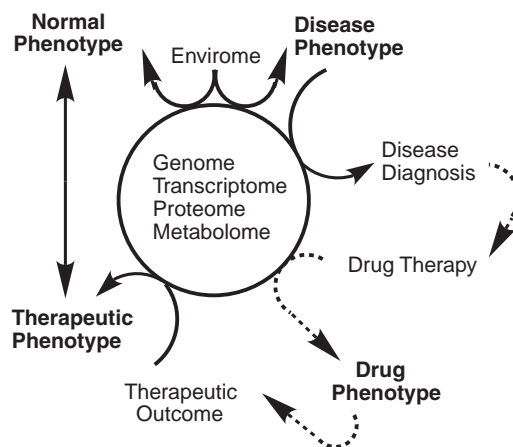 Normal
Phenotype
Envirome
Disease
Phenotype
Genome
Transcriptome
Proteome
Metabolome
Disease
Diagnosis
Drug Therapy
Therapeutic
Phenotype
Drug
Phenotype
Therapeutic
Outcome